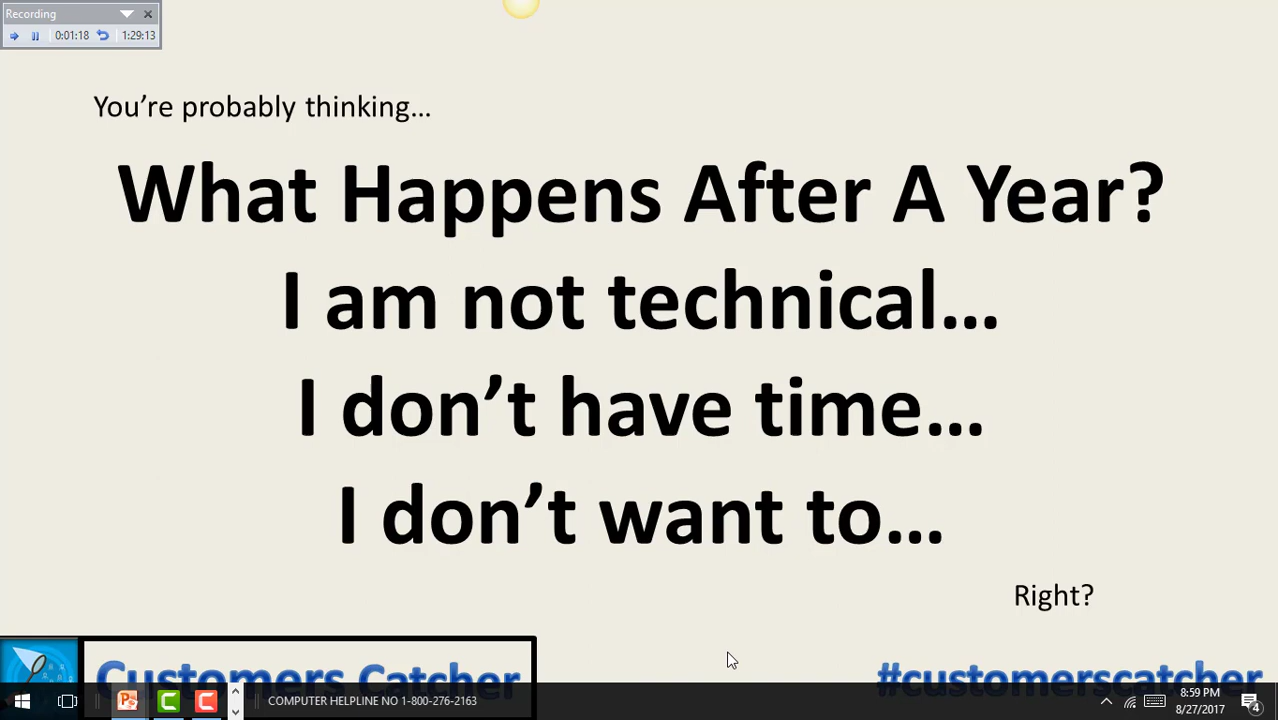 Recording
0:01:18 1:29:13
You’re probably thinking…
What Happens After A Year?
I am not technical…
I don’t have time…
I don’t want to…
Right?
Customers Catcher
#customerscatcher
COMPUTER HELPLINE NO 1-800-276-2163
8:59 PM
8/27/2017
4